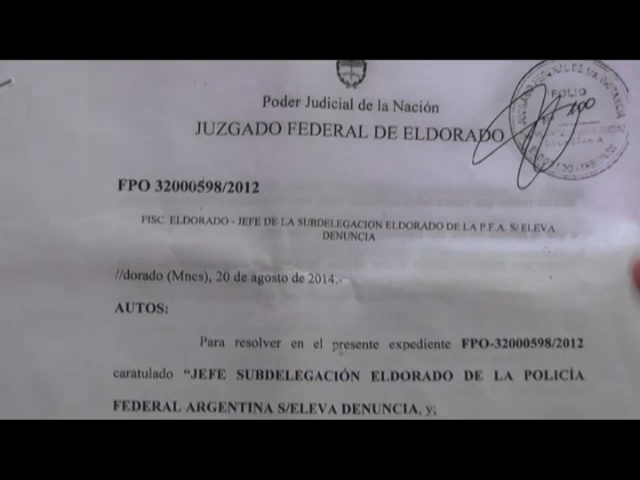 Poder Judicial de la Nación
JUZGADO FEDERAL DE ELDORADO
FOLIO
FPO 32000598/2012
FISC. ELDORADO - JEFE DE LA SUBDELEGACION ELDORADO DE LA P.F.A. S/ELEVA
DENUNCIA
//dorado (Mnes), 20 de agosto de 2014.-
AUTOS:
Para resolver en el presente expediente FPO-32000598/2012
caratulado “JEFE SUBDELEGACIÓN ELDORADO DE LA POLICÍA
FEDERAL ARGENTINA S/ELEVA DENUNCIA, y;